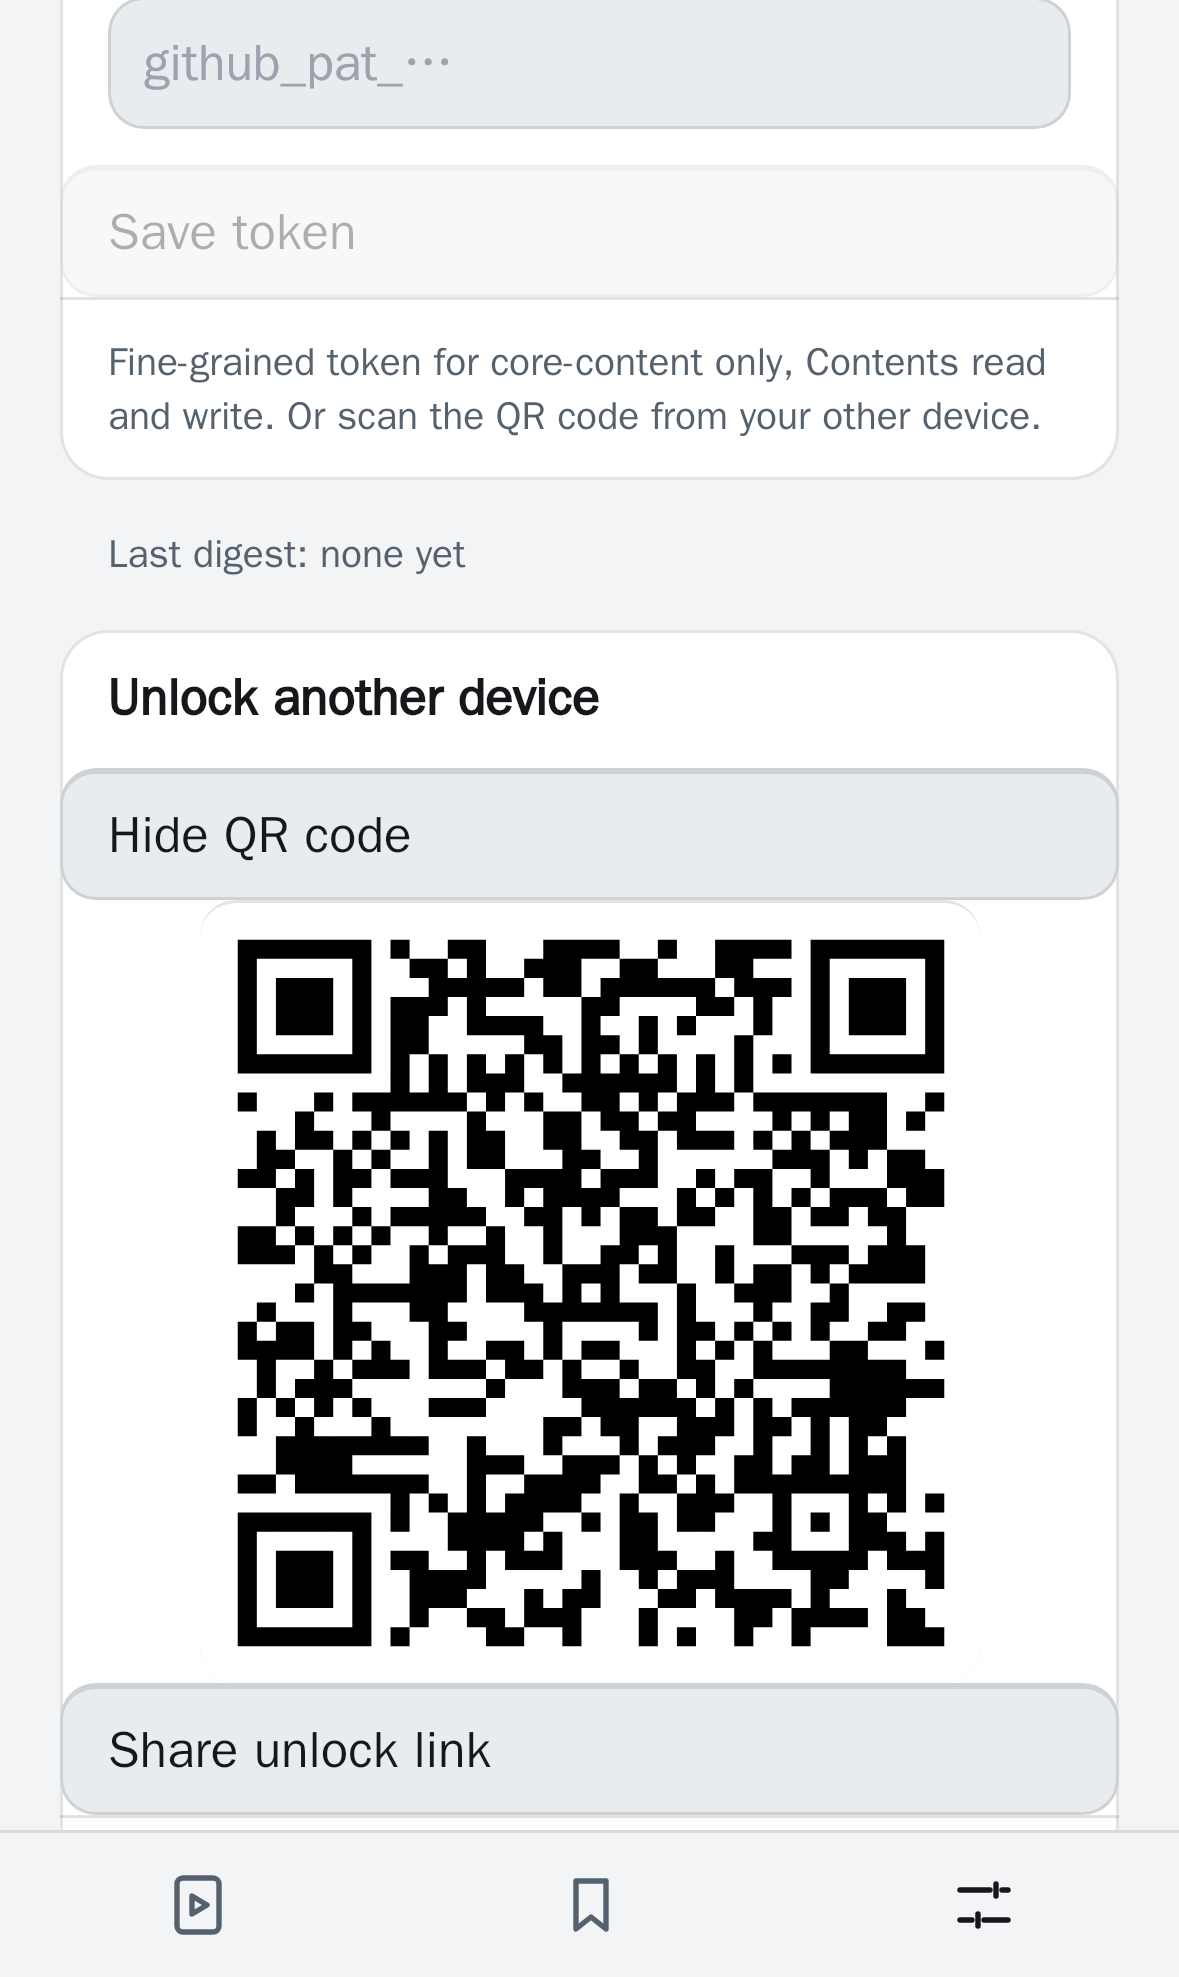 github_pat_…
Save token
Fine-grained token for core-content only, Contents read
and write. Or scan the QR code from your other device.
Last digest: none yet
Unlock another device
Hide QR code
Share unlock link